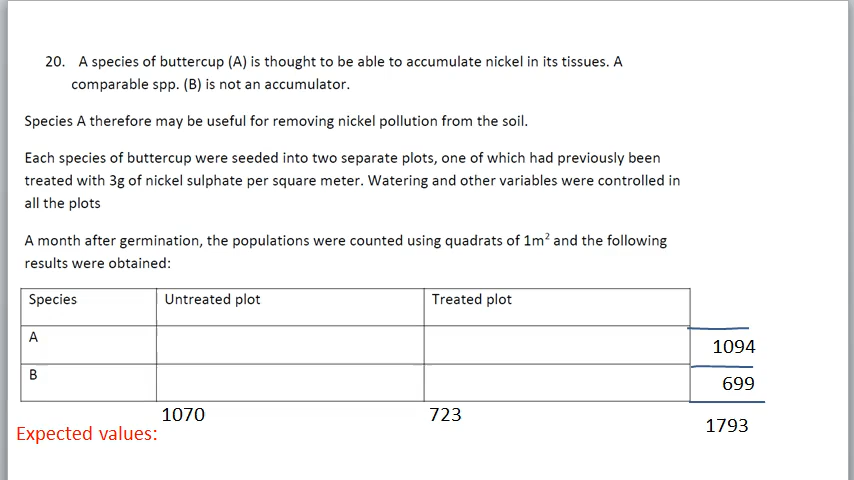 20. A species of buttercup (A) is thought to be able to accumulate nickel in its tissues. A
comparable spp. (B) is not an accumulator.
Species A therefore may be useful for removing nickel pollution from the soil.
Each species of buttercup were seeded into two separate plots, one of which had previously been
treated with 3g of nickel sulphate per square meter. Watering and other variables were controlled in
all the plots
A month after germination, the populations were counted using quadrats of 1m² and the following
results were obtained:
Species Untreated plot Treated plot
A 1094
B 699
1070 723 1793
Expected values: